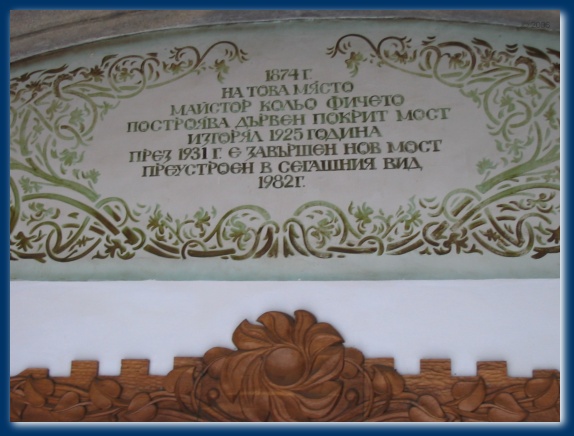 1874 Г.
НА ТОВА МЯСТО
МАЙСТОР КОЛЬО ФИЧЕТО
ПОСТРОЯВА ДЪРВЕН ПОКРИТ МОСТ
ИЗГОРЯЛ 1925 ГОДИНА
ПРЕЗ 1931 Г. Е ЗАВЪРШЕН НОВ МОСТ
ПРЕУСТРОЕН В СЕГАШНИЯ ВИД
1982 Г.